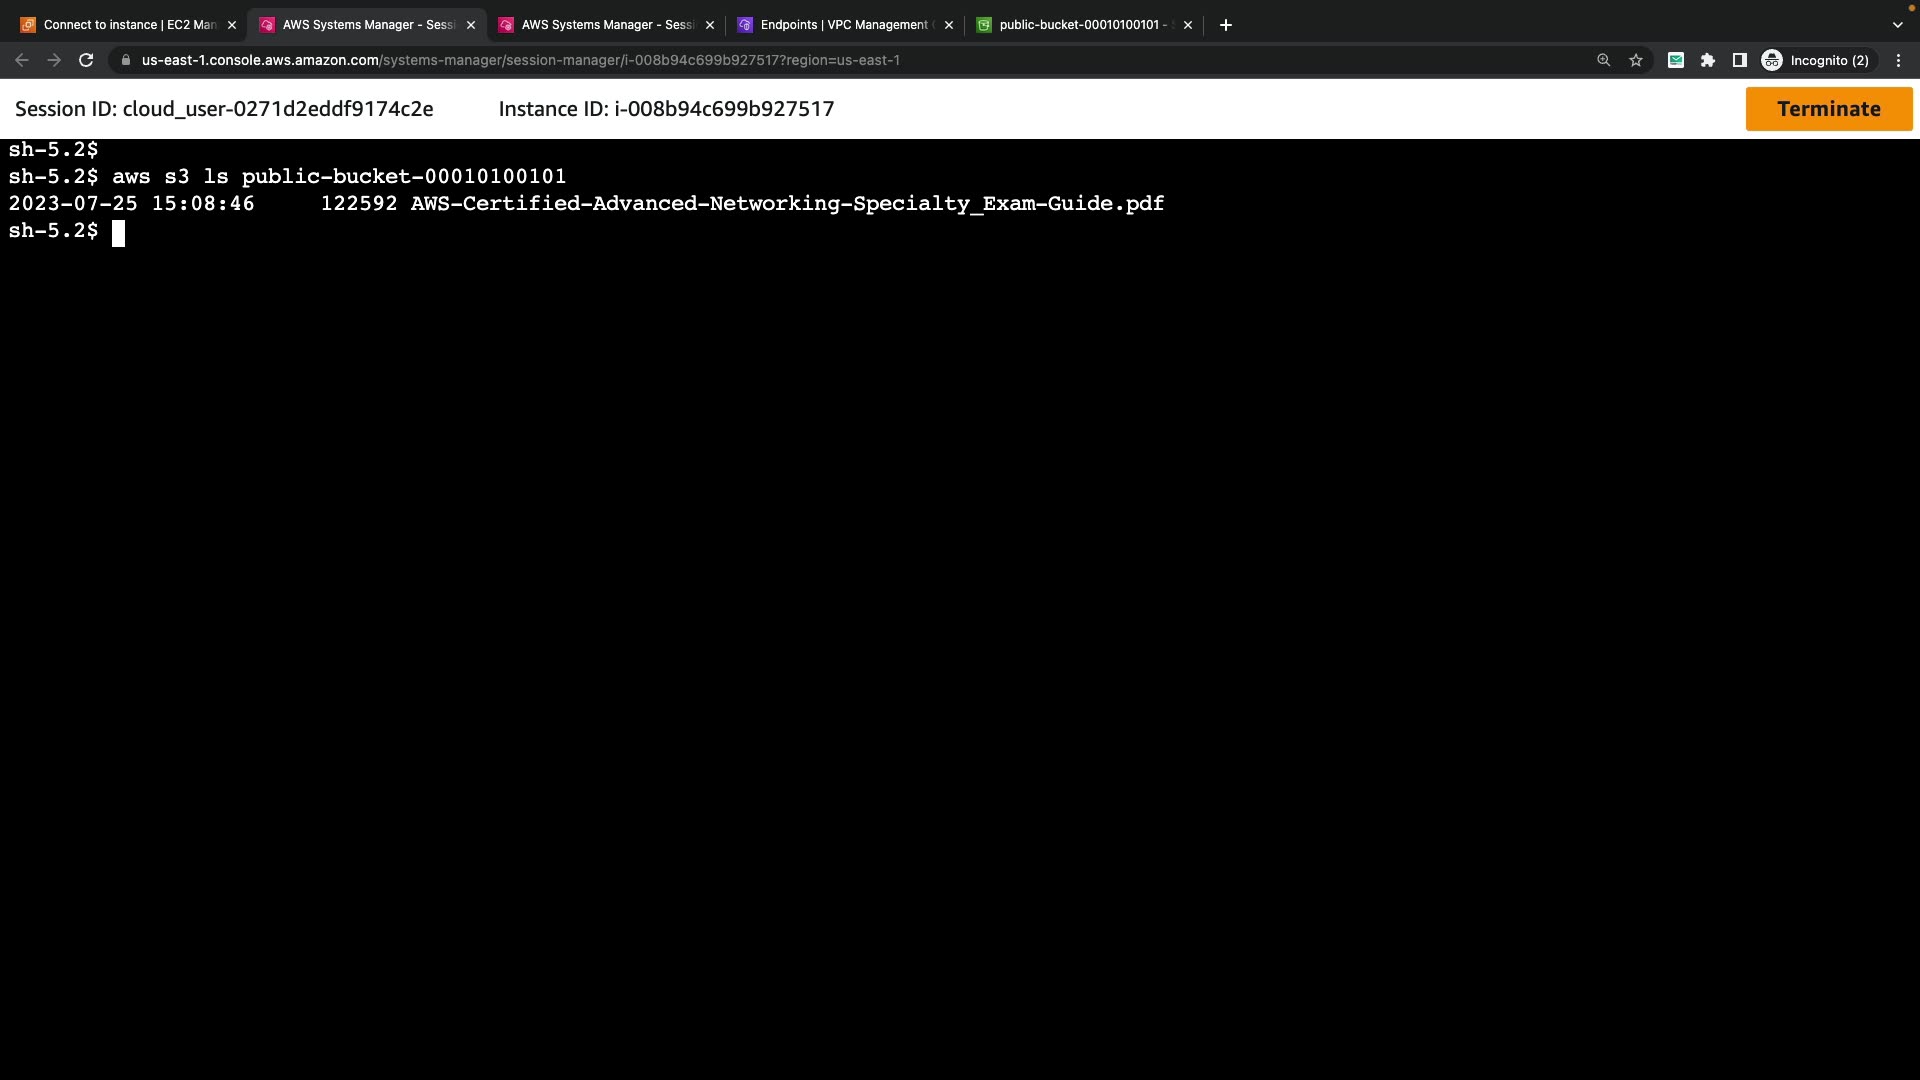 Connect to instance | EC2 Man
AWS Systems Manager - Sessi
AWS Systems Manager - Sessi
Endpoints | VPC Management
public-bucket-00010100101 -
us-east-1.console.aws.amazon.com/systems-manager/session-manager/i-008b94c699b927517?region=us-east-1
Incognito (2)
Session ID: cloud_user-0271d2eddf9174c2e
Instance ID: i-008b94c699b927517
Terminate
sh-5.2$
sh-5.2$ aws s3 ls public-bucket-00010100101
2023-07-25 15:08:46 122592 AWS-Certified-Advanced-Networking-Specialty_Exam-Guide.pdf
sh-5.2$